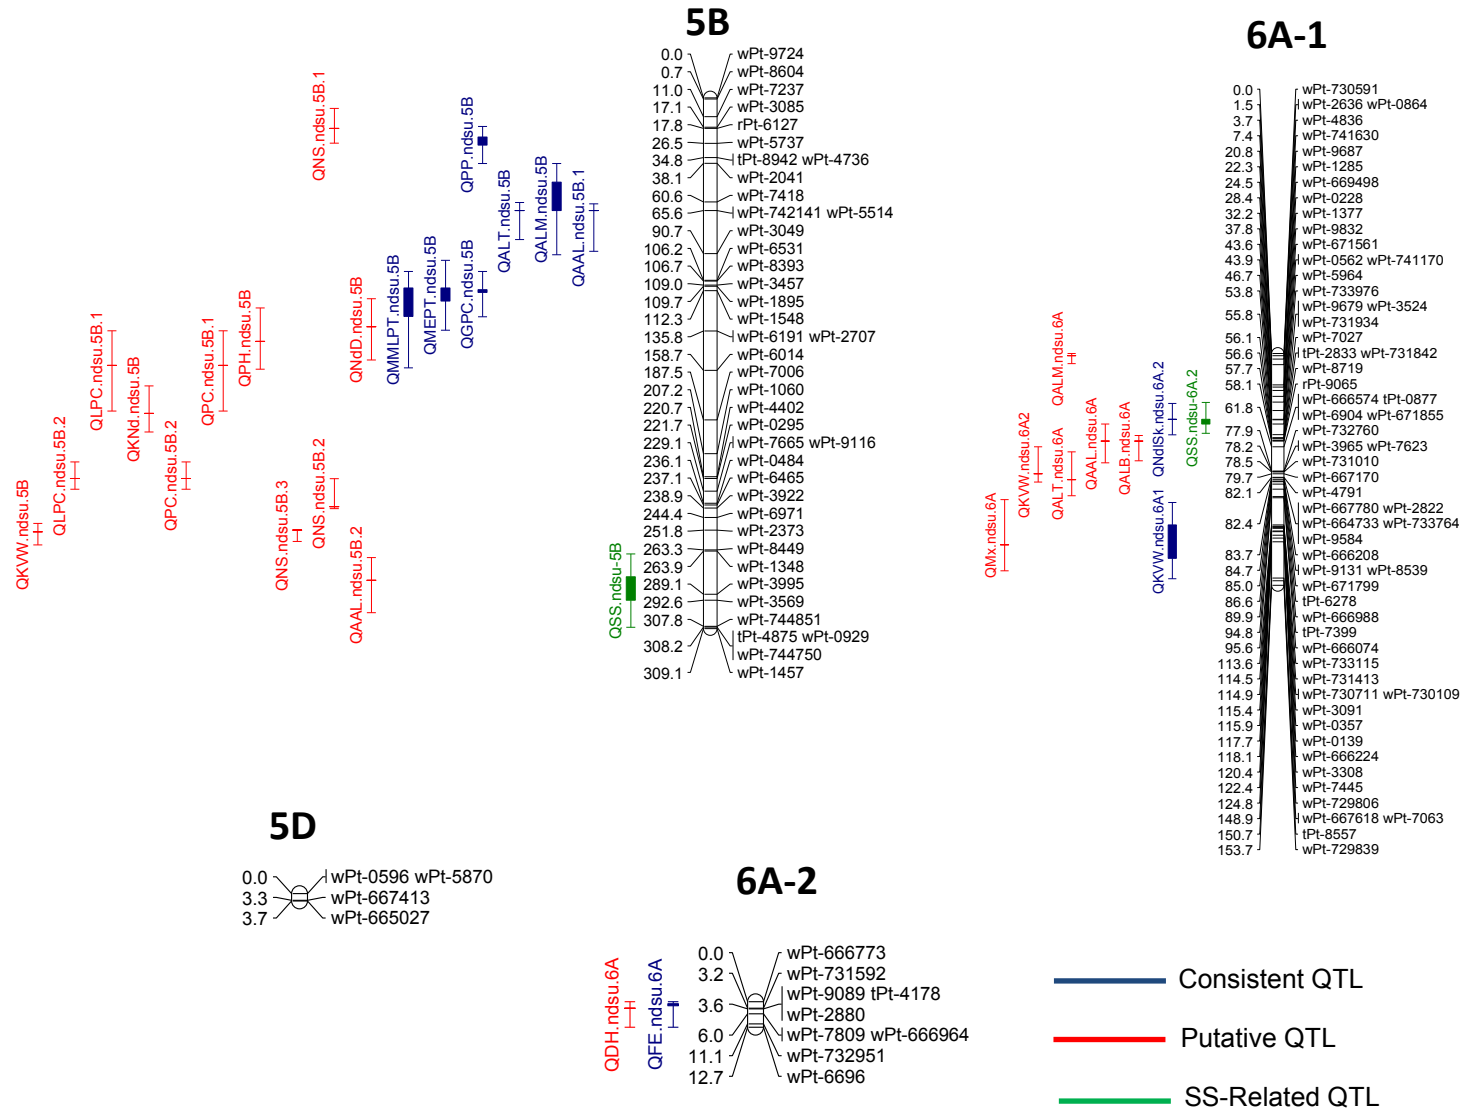 5B
6A-1
QNS.ndsu.5B.1
QPP.ndsu.5B
QALT.ndsu.5B
QALM.ndsu.5B
QAAL.ndsu.5B.1
QNdD.ndsu.5B
QMMLPT.ndsu.5B
QMEPT.ndsu.5B
QGPC.ndsu.5B
QLPC.ndsu.5B.1
QKNd.ndsu.5B
QPC.ndsu.5B.1
QPH.ndsu.5B
QKVW.ndsu.5B
QLPC.ndsu.5B.2
QPC.ndsu.5B.2
QNS.ndsu.5B.3
QNS.ndsu.5B.2
QAAL.ndsu.5B.2
QSS.ndsu-5B
0.0 wPt-9724
0.7 wPt-8604
11.0 wPt-7237
17.1 wPt-3085
17.8 rPt-6127
26.5 wPt-5737
34.8 tPt-8942 wPt-4736
38.1 wPt-2041
60.6 wPt-7418
65.6 wPt-742141 wPt-5514
90.7 wPt-3049
106.2 wPt-6531
106.7 wPt-8393
109.0 wPt-3457
109.7 wPt-1895
112.3 wPt-1548
135.8 wPt-6191 wPt-2707
158.7 wPt-6014
187.5 wPt-7006
207.2 wPt-1060
220.7 wPt-4402
221.7 wPt-0295
229.1 wPt-7665 wPt-9116
236.1 wPt-0484
237.1 wPt-6465
238.9 wPt-3922
244.4 wPt-6971
251.8 wPt-2373
263.3 wPt-8449
263.9 wPt-1348
289.1 wPt-3995
292.6 wPt-3569
307.8 wPt-744851
308.2 tPt-4875 wPt-0929
wPt-744750
309.1 wPt-1457
QALM.ndsu.6A
QKVW.ndsu.6A2
QALT.ndsu.6A
QAAL.ndsu.6A
QALB.ndsu.6A
QNdlSk.ndsu.6A.2
QSS.ndsu-6A.2
QMx.ndsu.6A
QKVW.ndsu.6A1
0.0 wPt-730591
1.5 wPt-2636 wPt-0864
3.7 wPt-4836
7.4 wPt-741630
20.8 wPt-9687
22.3 wPt-1285
24.5 wPt-669498
28.4 wPt-0228
32.2 wPt-1377
37.8 wPt-9832
43.6 wPt-671561
43.9 wPt-0562 wPt-741170
46.7 wPt-5964
53.8 wPt-733976
55.8 wPt-9679 wPt-3524
wPt-731934
56.1 wPt-7027
56.6 tPt-2833 wPt-731842
57.7 wPt-8719
58.1 rPt-9065
61.8 wPt-666574 tPt-0877
wPt-6904 wPt-671855
77.9 wPt-732760
78.2 wPt-3965 wPt-7623
78.5 wPt-731010
79.7 wPt-667170
82.1 wPt-4791
82.4 wPt-667780 wPt-2822
wPt-664733 wPt-733764
wPt-9584
83.7 wPt-666208
84.7 wPt-9131 wPt-8539
85.0 wPt-671799
86.6 tPt-6278
89.9 wPt-666988
94.8 tPt-7399
95.6 wPt-666074
113.6 wPt-733115
114.5 wPt-731413
114.9 wPt-730711 wPt-730109
115.4 wPt-3091
115.9 wPt-0357
117.7 wPt-0139
118.1 wPt-666224
120.4 wPt-3308
122.4 wPt-7445
124.8 wPt-729806
148.9 wPt-667618 wPt-7063
150.7 tPt-8557
153.7 wPt-729839
5D
0.0 wPt-0596 wPt-5870
3.3 wPt-667413
3.7 wPt-665027
6A-2
QDH.ndsu.6A
QFE.ndsu.6A
0.0 wPt-666773
3.2 wPt-731592
3.6 wPt-9089 tPt-4178
wPt-2880
6.0 wPt-7809 wPt-666964
11.1 wPt-732951
12.7 wPt-6696
Consistent QTL
Putative QTL
SS-Related QTL